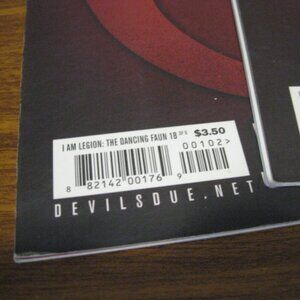 I AM LEGION: THE DANCING FAUN 1B OF 6 $3.50
00102>
8 82142 00176 9
DEVILSDUE.NET